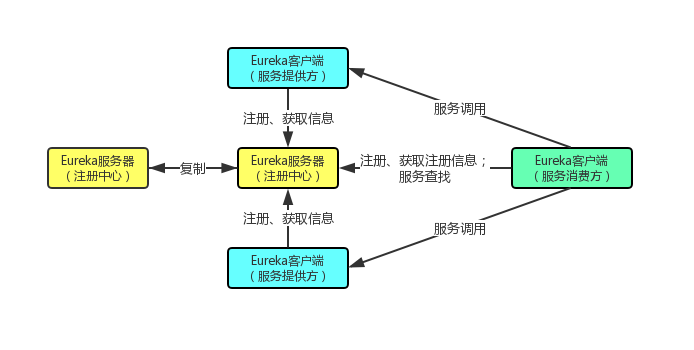 Eureka客户端
（服务提供方）
服务调用
注册、获取信息
Eureka服务器
（注册中心）
复制
Eureka服务器
（注册中心）
注册、获取注册信息；
服务查找
Eureka客户端
（服务消费方）
注册、获取信息
服务调用
Eureka客户端
（服务提供方）